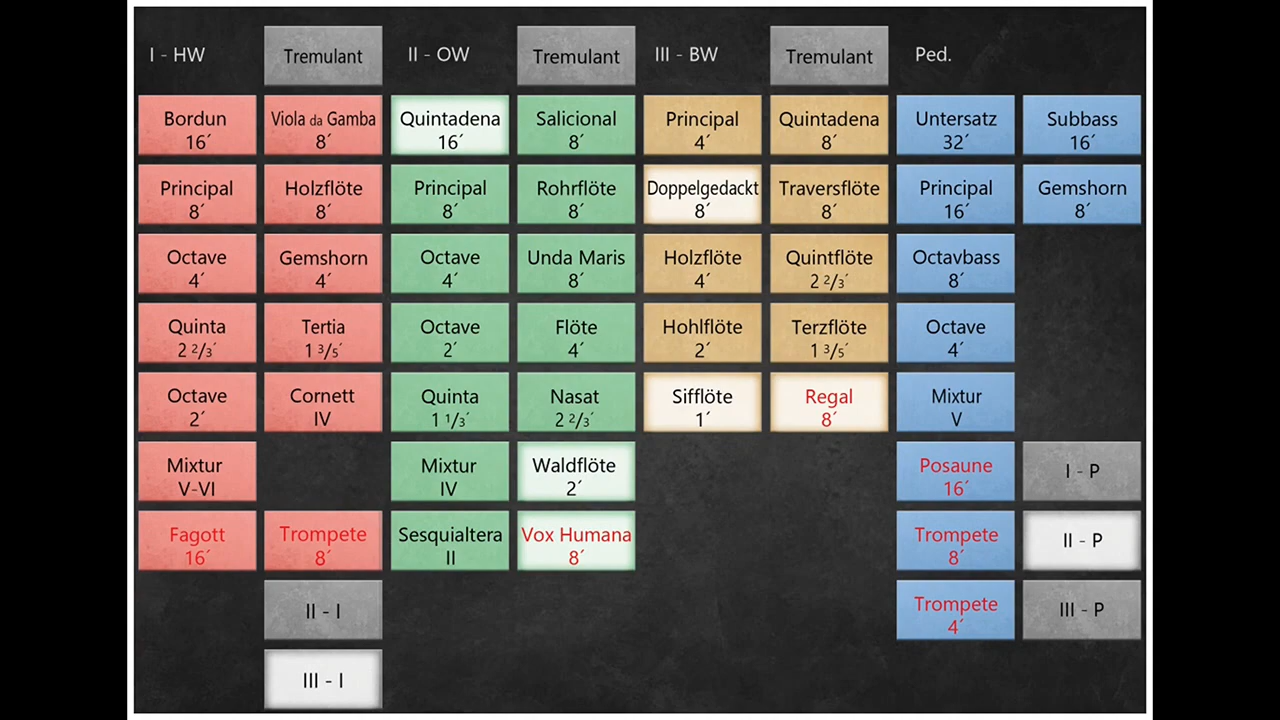 I - HW
Tremulant
II - OW
Tremulant
III - BW
Tremulant
Ped.
Bordun
16´
Viola da Gamba
8´
Quintadena
16´
Salicional
8´
Principal
4´
Quintadena
8´
Untersatz
32´
Subbass
16´
Principal
8´
Holzflöte
8´
Principal
8´
Rohrflöte
8´
Doppelgedackt
8´
Traversflöte
8´
Principal
16´
Gemshorn
8´
Octave
4´
Gemshorn
4´
Octave
4´
Unda Maris
8´
Holzflöte
4´
Quintflöte
2 2/3´
Octavbass
8´
Quinta
2 2/3´
Tertia
1 3/5´
Octave
2´
Flöte
4´
Hohlflöte
2´
Terzflöte
1 3/5´
Octave
4´
Octave
2´
Cornett
IV
Quinta
1 1/3´
Nasat
2 2/3´
Sifflöte
1´
Regal
8´
Mixtur
V
Mixtur
V-VI
Mixtur
IV
Waldflöte
2´
Posaune
16´
I - P
Fagott
16´
Trompete
8´
Sesquialtera
II
Vox Humana
8´
Trompete
8´
II - P
II - I
Trompete
4´
III - P
III - I